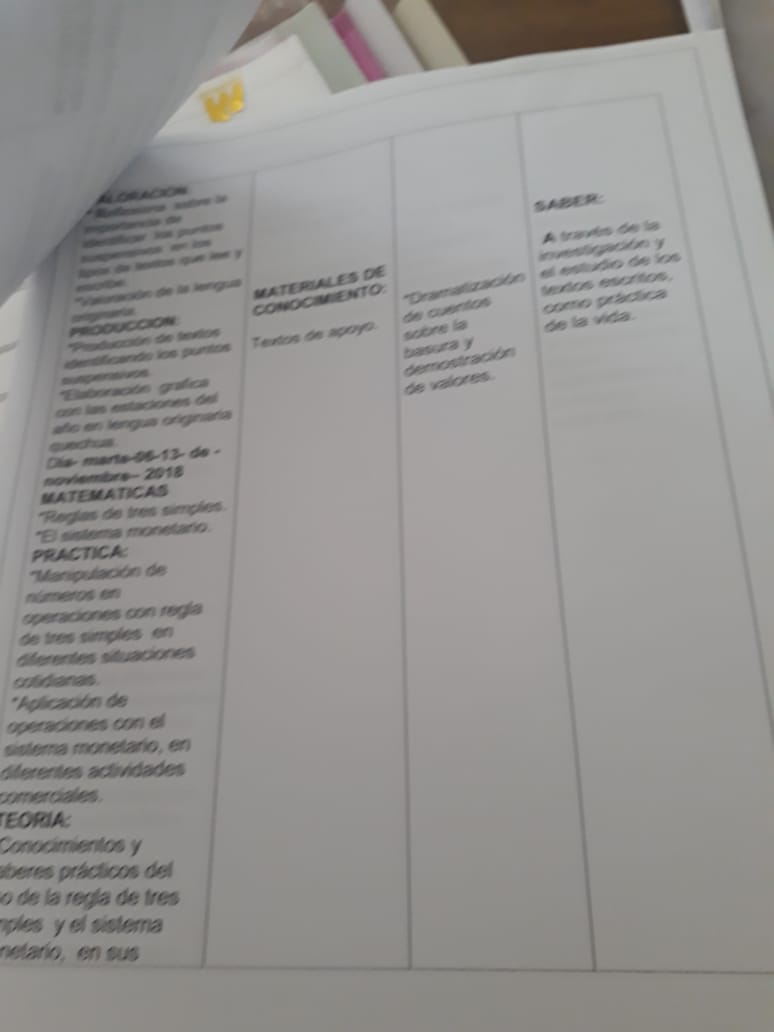 ALORACION:
*Reflexiona sobre la
importancia de
identificar los puntos
suspensivos en los
tipos de textos que lee y
escribe.
*Valoración de la lengua
originaria.
PRODUCCION:
*Producción de textos
identificando los puntos
suspensivos.
*Elaboración grafica
con las estaciones del
año en lengua originaria
quechua.
Día- marte-06-13- de -
noviembre– 2018
MATEMATICAS
*Reglas de tres simples.
*El sistema monetario.
PRACTICA:
*Manipulación de
números en
operaciones con regla
de tres simples en
diferentes situaciones
cotidianas.
*Aplicación de
operaciones con el
sistema monetario, en
diferentes actividades
comerciales.
TEORIA:
Conocimientos y
aberes prácticos del
o de la regla de tres
mples y el sistema
netario, en sus
MATERIALES DE
CONOCIMIENTO:
Textos de apoyo.
*Dramatización
de cuentos
sobre la
basura y
demostración
de valores.
SABER:
A través de la
investigación y
el estudio de los
textos escritos,
como práctica
de la vida.